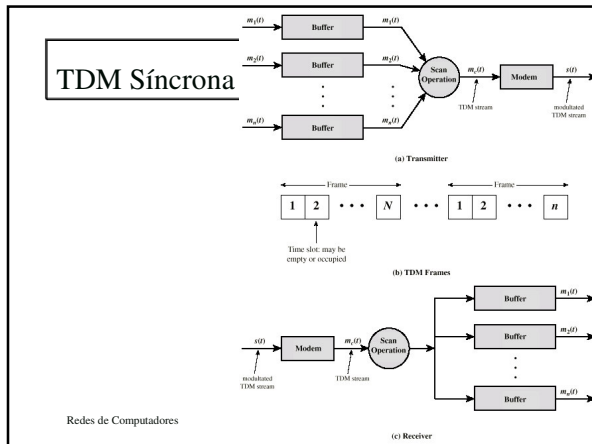 TDM Síncrona
m₁(t) Buffer m₁(t)
m₂(t) Buffer m₂(t)
Scan
Operation
mc(t) Modem s(t)
TDM stream
modulated
TDM stream
mn(t) Buffer mn(t)
(a) Transmitter
Frame Frame
1 2 • • • N • • • 1 2 • • • n
Time slot: may be
empty or occupied
(b) TDM Frames
Buffer m₁(t)
s(t) Modem mc(t) Scan
Operation
Buffer m₂(t)
modultated
TDM stream
TDM stream
Buffer mn(t)
(c) Receiver
Redes de Computadores